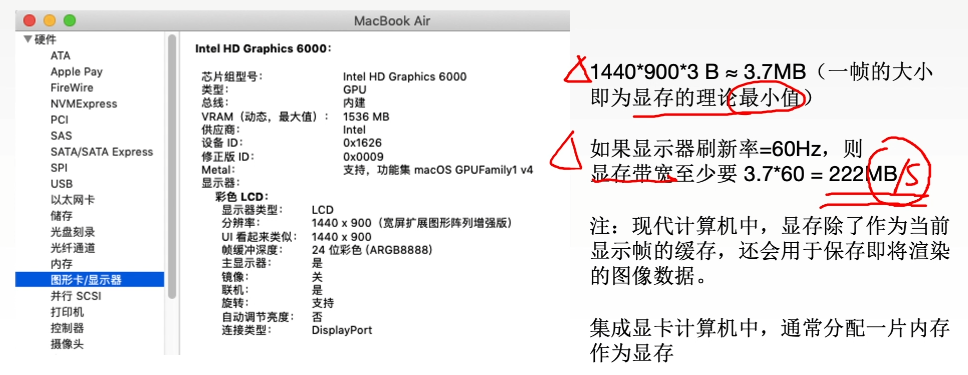 MacBook Air
▼硬件
ATA
Apple Pay
FireWire
NVMExpress
PCI
SAS
SATA/SATA Express
SPI
USB
以太网卡
储存
光盘刻录
光纤通道
内存
图形卡/显示器
并行 SCSI
打印机
控制器
摄像头
Intel HD Graphics 6000：
芯片组型号： Intel HD Graphics 6000
类型： GPU
总线： 内建
VRAM（动态，最大值）： 1536 MB
供应商： Intel
设备 ID： 0x1626
修正版 ID： 0x0009
Metal： 支持，功能集 macOS GPUFamily1 v4
显示器：
彩色 LCD：
显示器类型： LCD
分辨率： 1440 x 900（宽屏扩展图形阵列增强版）
UI 看起来类似： 1440 x 900
帧缓冲深度： 24 位彩色 (ARGB8888)
主显示器： 是
镜像： 关
联机： 是
旋转： 支持
自动调节亮度： 否
连接类型： DisplayPort
1440*900*3 B ≈ 3.7MB（一帧的大小
即为显存的理论最小值）
如果显示器刷新率=60Hz，则
显存带宽至少要 3.7*60 = 222MB/S
注：现代计算机中，显存除了作为当前
显示帧的缓存，还会用于保存即将渲染
的图像数据。
集成显卡计算机中，通常分配一片内存
作为显存